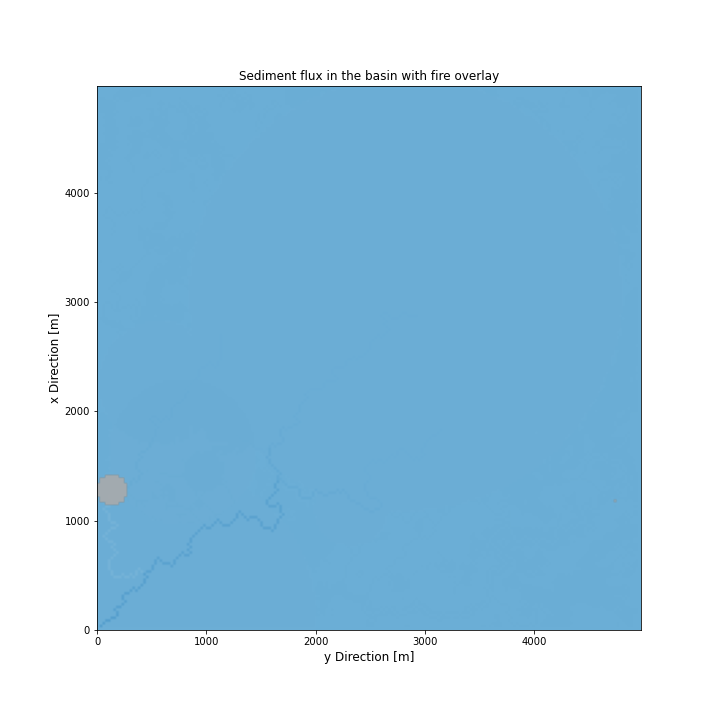 Sediment flux in the basin with fire overlay
4000
3000
2000
1000
0
x Direction [m]
0 1000 2000 3000 4000
y Direction [m]